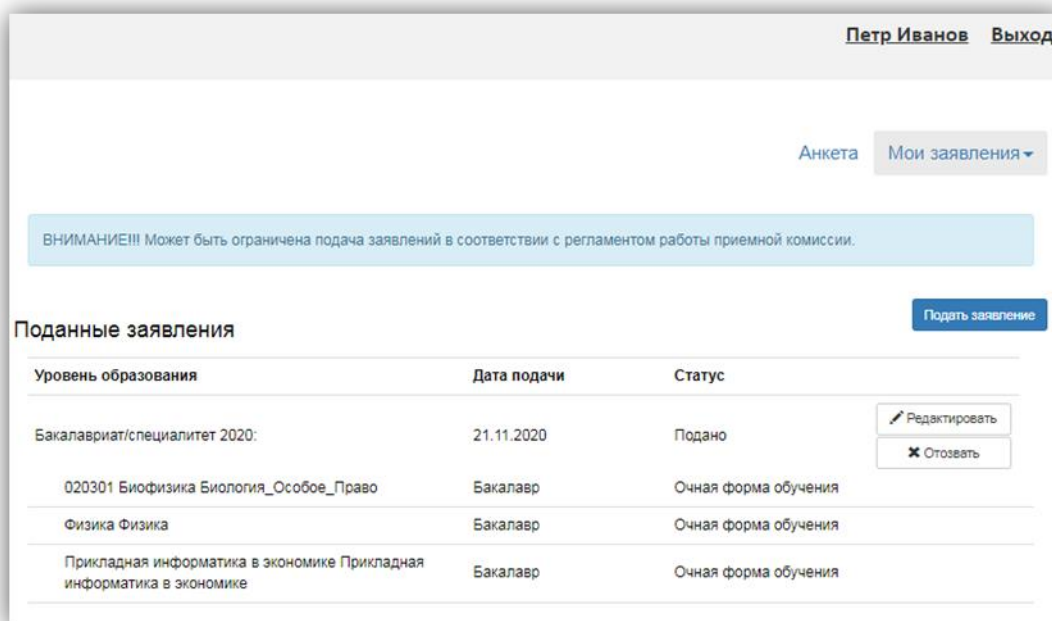 Петр Иванов Выход
Анкета Мои заявления
ВНИМАНИЕ!!! Может быть ограничена подача заявлений в соответствии с регламентом работы приемной комиссии.
Подать заявление
Поданные заявления
Уровень образования Дата подачи Статус
Бакалавриат/специалитет 2020: 21.11.2020 Подано Редактировать
Отозвать
020301 Биофизика Биология_Особое_Право Бакалавр Очная форма обучения
Физика Физика Бакалавр Очная форма обучения
Прикладная информатика в экономике Прикладная
информатика в экономике Бакалавр Очная форма обучения